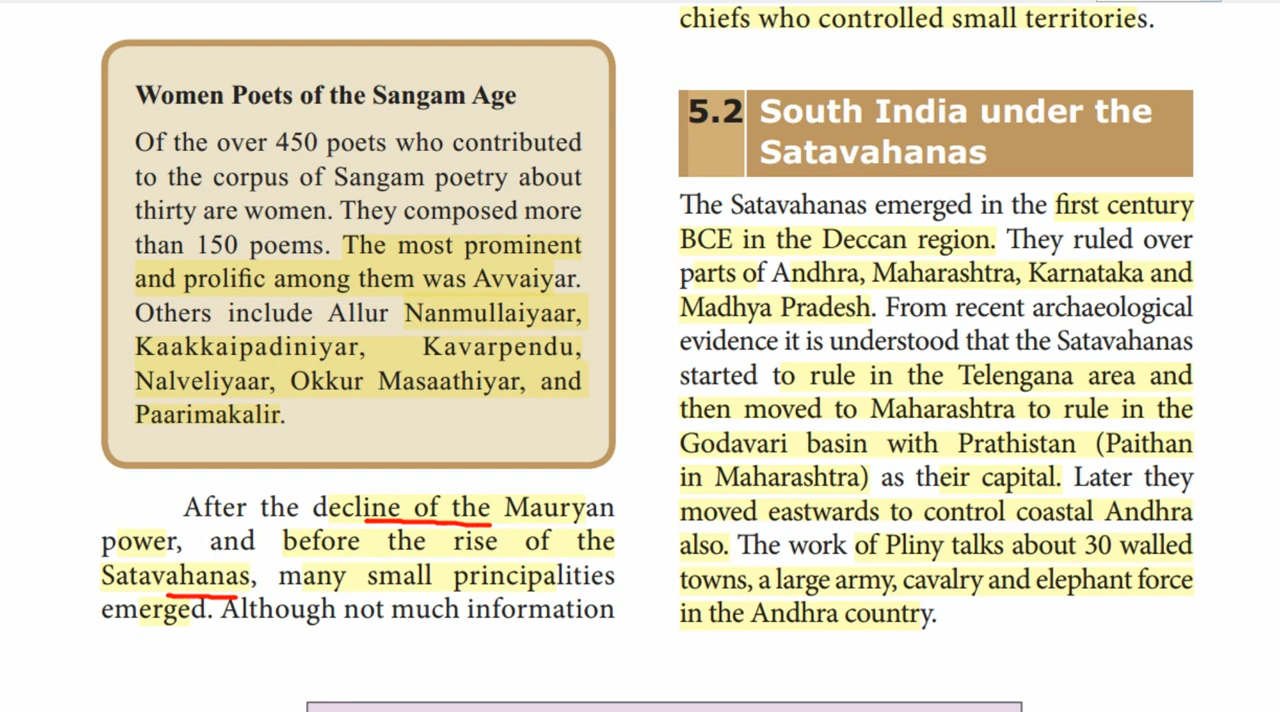 Women Poets of the Sangam Age
Of the over 450 poets who contributed
to the corpus of Sangam poetry about
thirty are women. They composed more
than 150 poems. The most prominent
and prolific among them was Avvaiyar.
Others include Allur Nanmullaiyaar,
Kaakkaipadiniyar, Kavarpendu,
Nalveliyaar, Okkur Masaathiyar, and
Paarimakalir.
After the decline of the Mauryan
power, and before the rise of the
Satavahanas, many small principalities
emerged. Although not much information
chiefs who controlled small territories.
5.2 South India under the
Satavahanas
The Satavahanas emerged in the first century
BCE in the Deccan region. They ruled over
parts of Andhra, Maharashtra, Karnataka and
Madhya Pradesh. From recent archaeological
evidence it is understood that the Satavahanas
started to rule in the Telengana area and
then moved to Maharashtra to rule in the
Godavari basin with Prathistan (Paithan
in Maharashtra) as their capital. Later they
moved eastwards to control coastal Andhra
also. The work of Pliny talks about 30 walled
towns, a large army, cavalry and elephant force
in the Andhra country.